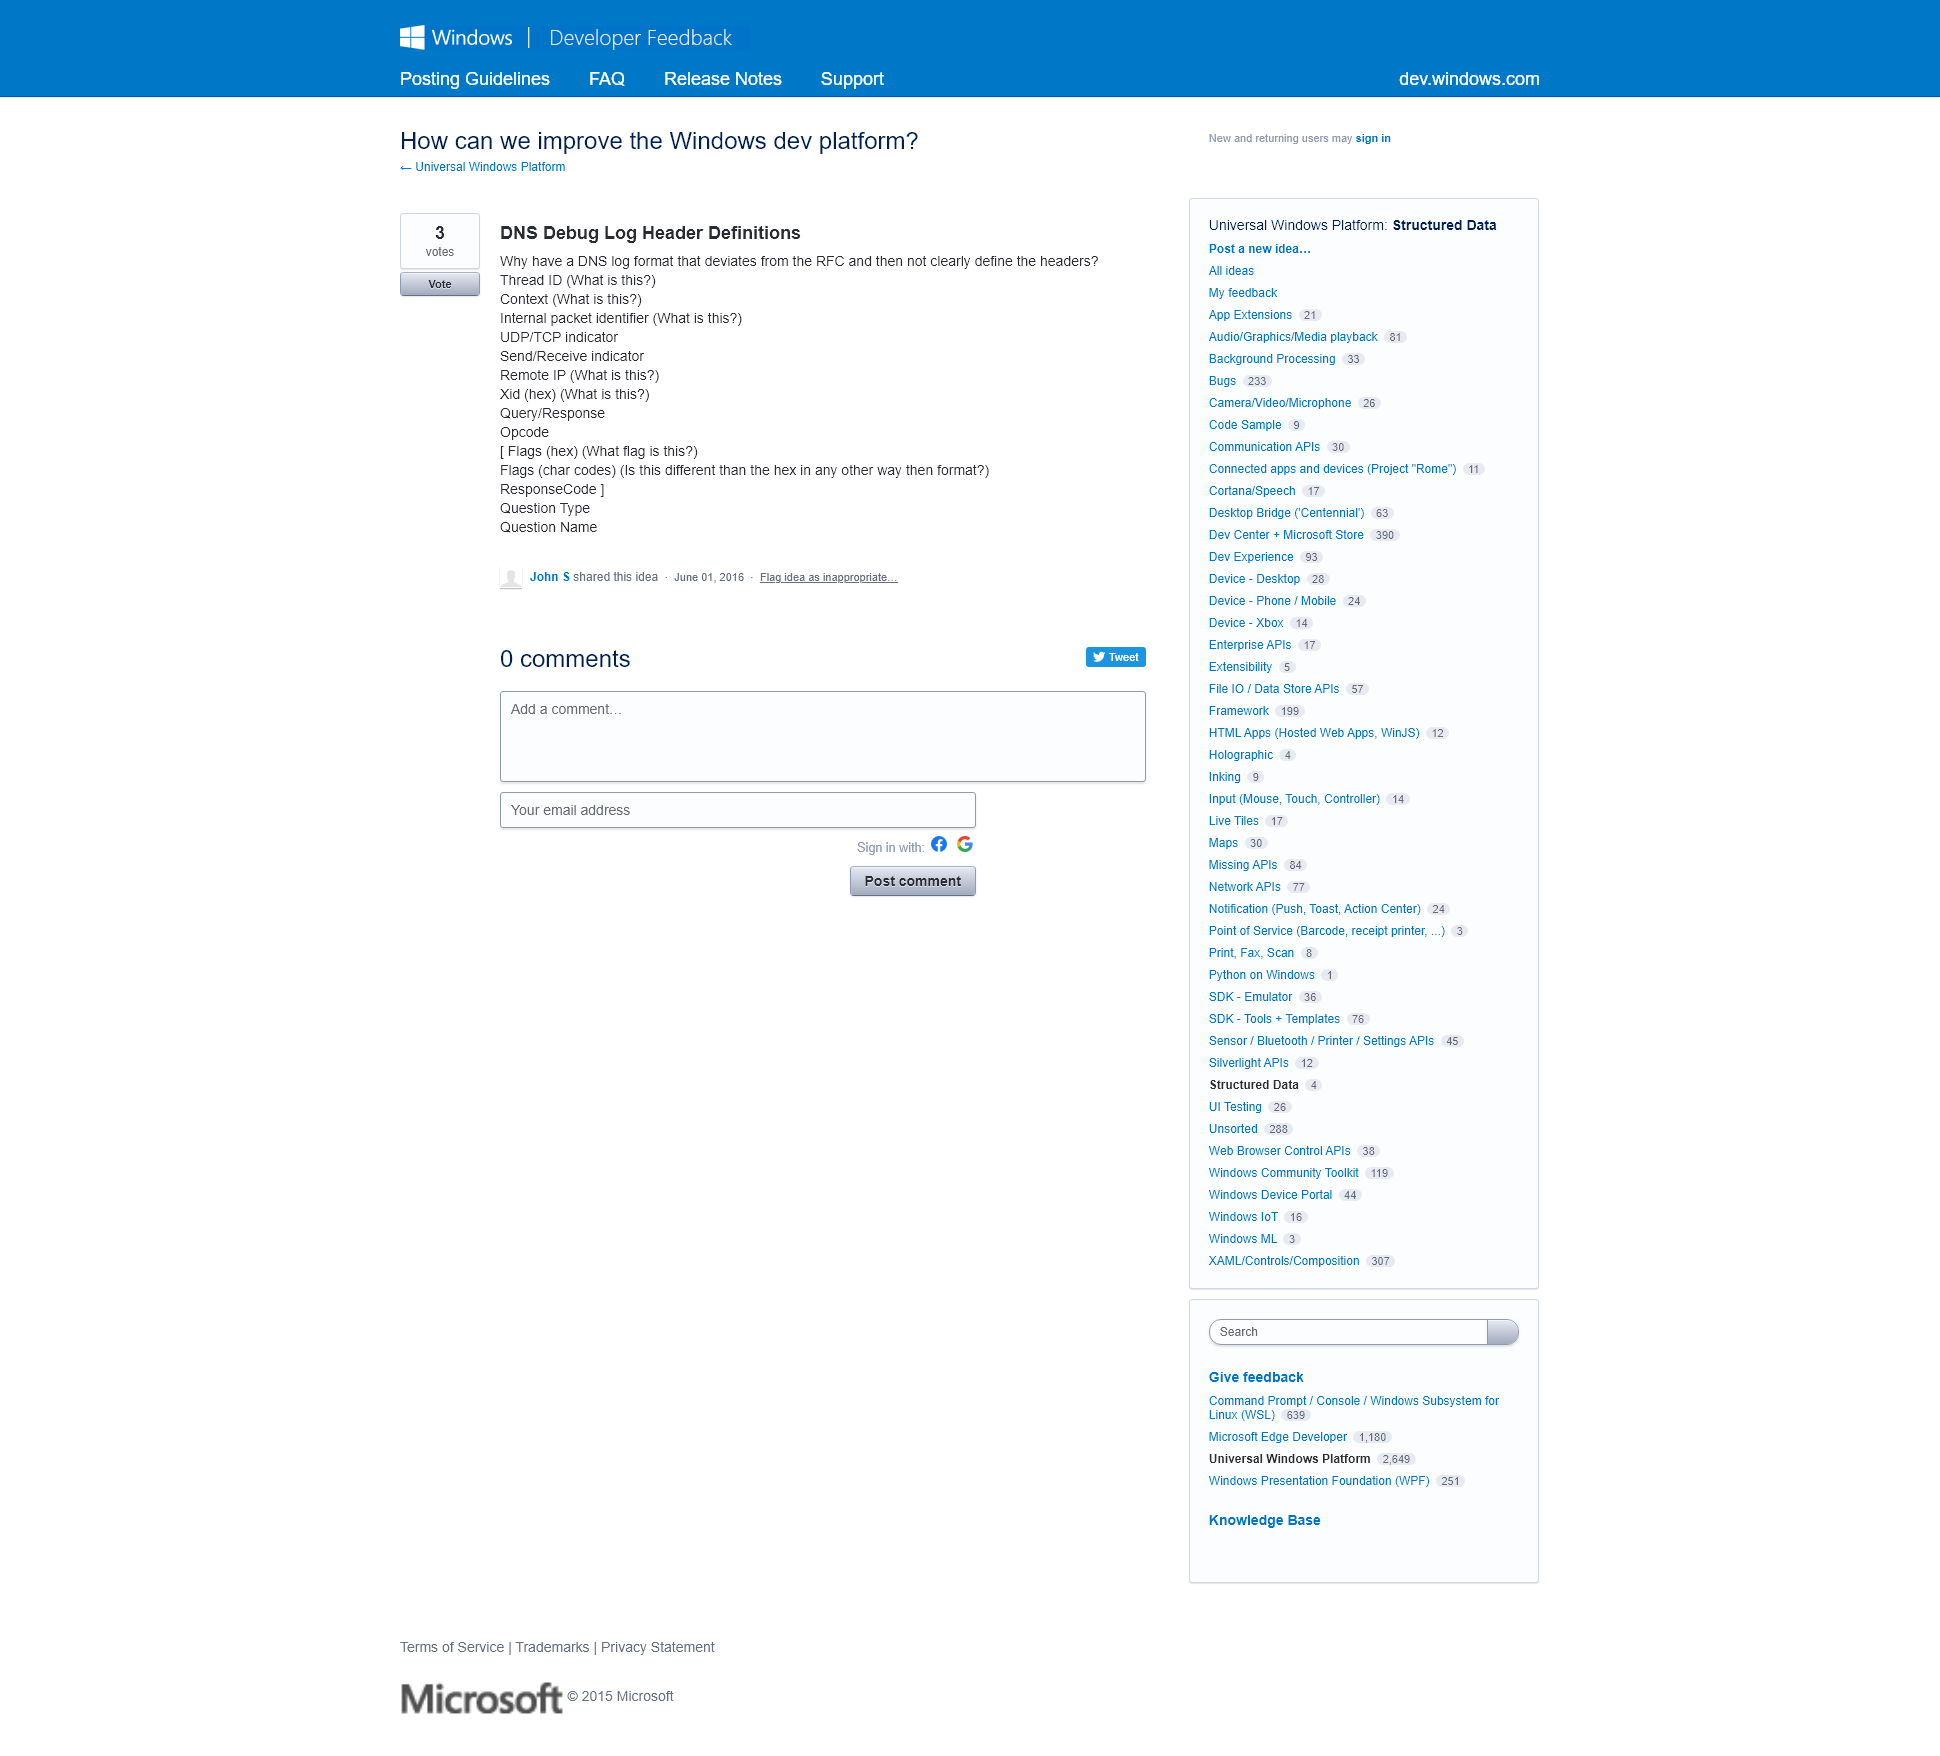 Windows | Developer Feedback
Posting Guidelines FAQ Release Notes Support dev.windows.com
How can we improve the Windows dev platform?
← Universal Windows Platform
New and returning users may sign in
3
votes
Vote
DNS Debug Log Header Definitions
Why have a DNS log format that deviates from the RFC and then not clearly define the headers?
Thread ID (What is this?)
Context (What is this?)
Internal packet identifier (What is this?)
UDP/TCP indicator
Send/Receive indicator
Remote IP (What is this?)
Xid (hex) (What is this?)
Query/Response
Opcode
[ Flags (hex) (What flag is this?)
Flags (char codes) (Is this different than the hex in any other way then format?)
ResponseCode ]
Question Type
Question Name
John S shared this idea · June 01, 2016 · Flag idea as inappropriate…
0 comments
Tweet
Add a comment…
Your email address
Sign in with:
Post comment
Universal Windows Platform: Structured Data
Post a new idea…
All ideas
My feedback
App Extensions 21
Audio/Graphics/Media playback 81
Background Processing 33
Bugs 233
Camera/Video/Microphone 26
Code Sample 9
Communication APIs 30
Connected apps and devices (Project "Rome") 11
Cortana/Speech 17
Desktop Bridge ('Centennial') 63
Dev Center + Microsoft Store 390
Dev Experience 93
Device - Desktop 28
Device - Phone / Mobile 24
Device - Xbox 14
Enterprise APIs 17
Extensibility 5
File IO / Data Store APIs 57
Framework 199
HTML Apps (Hosted Web Apps, WinJS) 12
Holographic 4
Inking 9
Input (Mouse, Touch, Controller) 14
Live Tiles 17
Maps 30
Missing APIs 84
Network APIs 77
Notification (Push, Toast, Action Center) 24
Point of Service (Barcode, receipt printer, ...) 3
Print, Fax, Scan 8
Python on Windows 1
SDK - Emulator 36
SDK - Tools + Templates 76
Sensor / Bluetooth / Printer / Settings APIs 45
Silverlight APIs 12
Structured Data 4
UI Testing 26
Unsorted 288
Web Browser Control APIs 38
Windows Community Toolkit 119
Windows Device Portal 44
Windows IoT 16
Windows ML 3
XAML/Controls/Composition 307
Search
Give feedback
Command Prompt / Console / Windows Subsystem for
Linux (WSL) 639
Microsoft Edge Developer 1,180
Universal Windows Platform 2,649
Windows Presentation Foundation (WPF) 251
Knowledge Base
Terms of Service | Trademarks | Privacy Statement
Microsoft © 2015 Microsoft